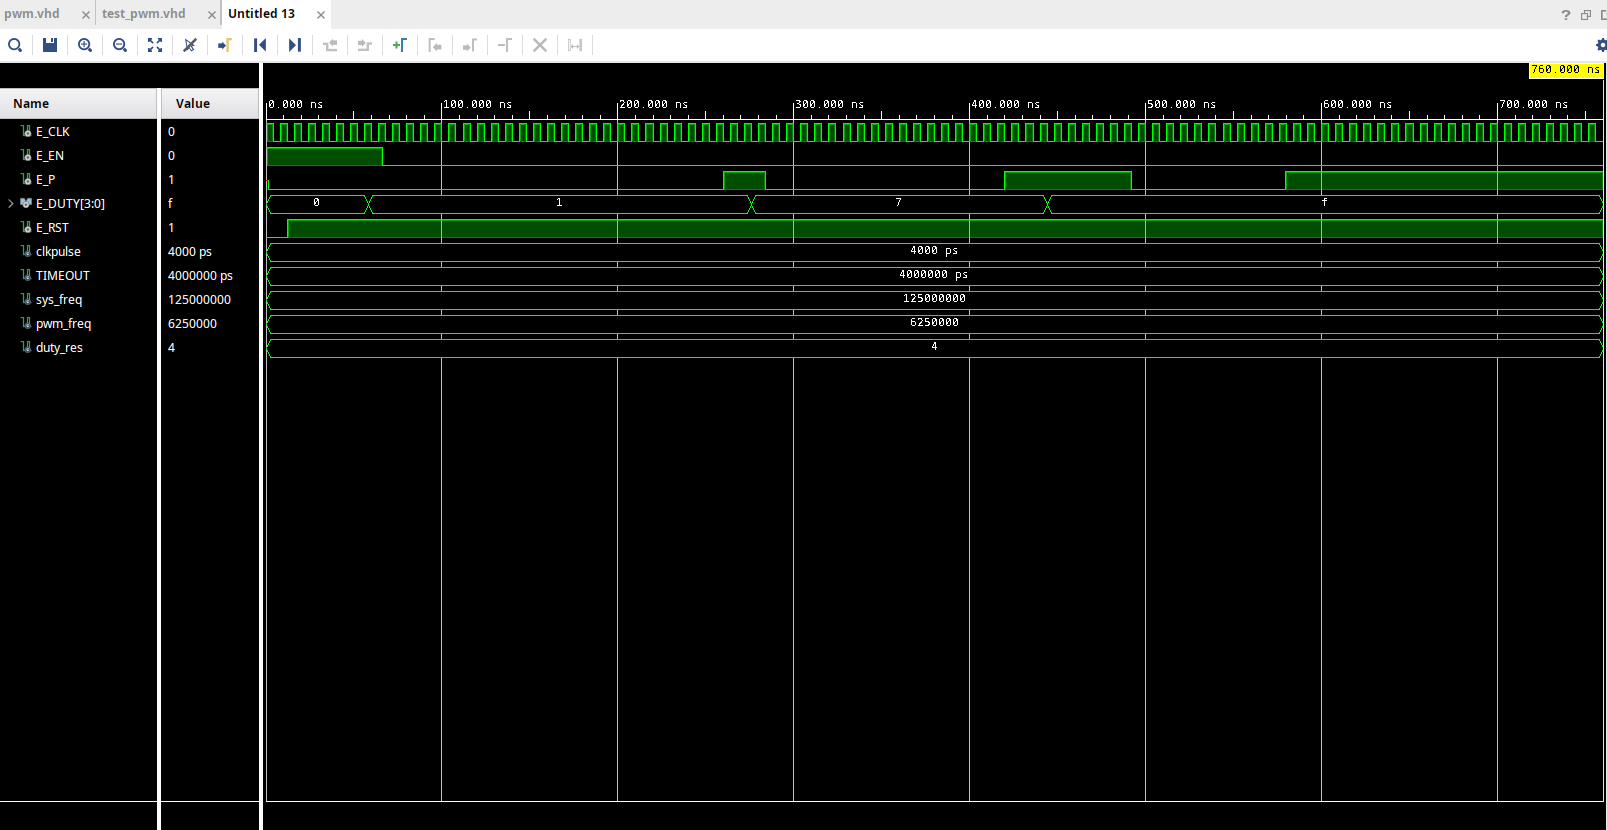 pwm.vhd × test_pwm.vhd × Untitled 13 ×
?
760.000 ns
Name Value
0.000 ns 100.000 ns 200.000 ns 300.000 ns 400.000 ns 500.000 ns 600.000 ns 700.000 ns
E_CLK 0
E_EN 0
E_P 1
E_DUTY[3:0] f 0 1 7 f
E_RST 1
clkpulse 4000 ps 4000 ps
TIMEOUT 4000000 ps 4000000 ps
sys_freq 125000000 125000000
pwm_freq 6250000 6250000
duty_res 4 4